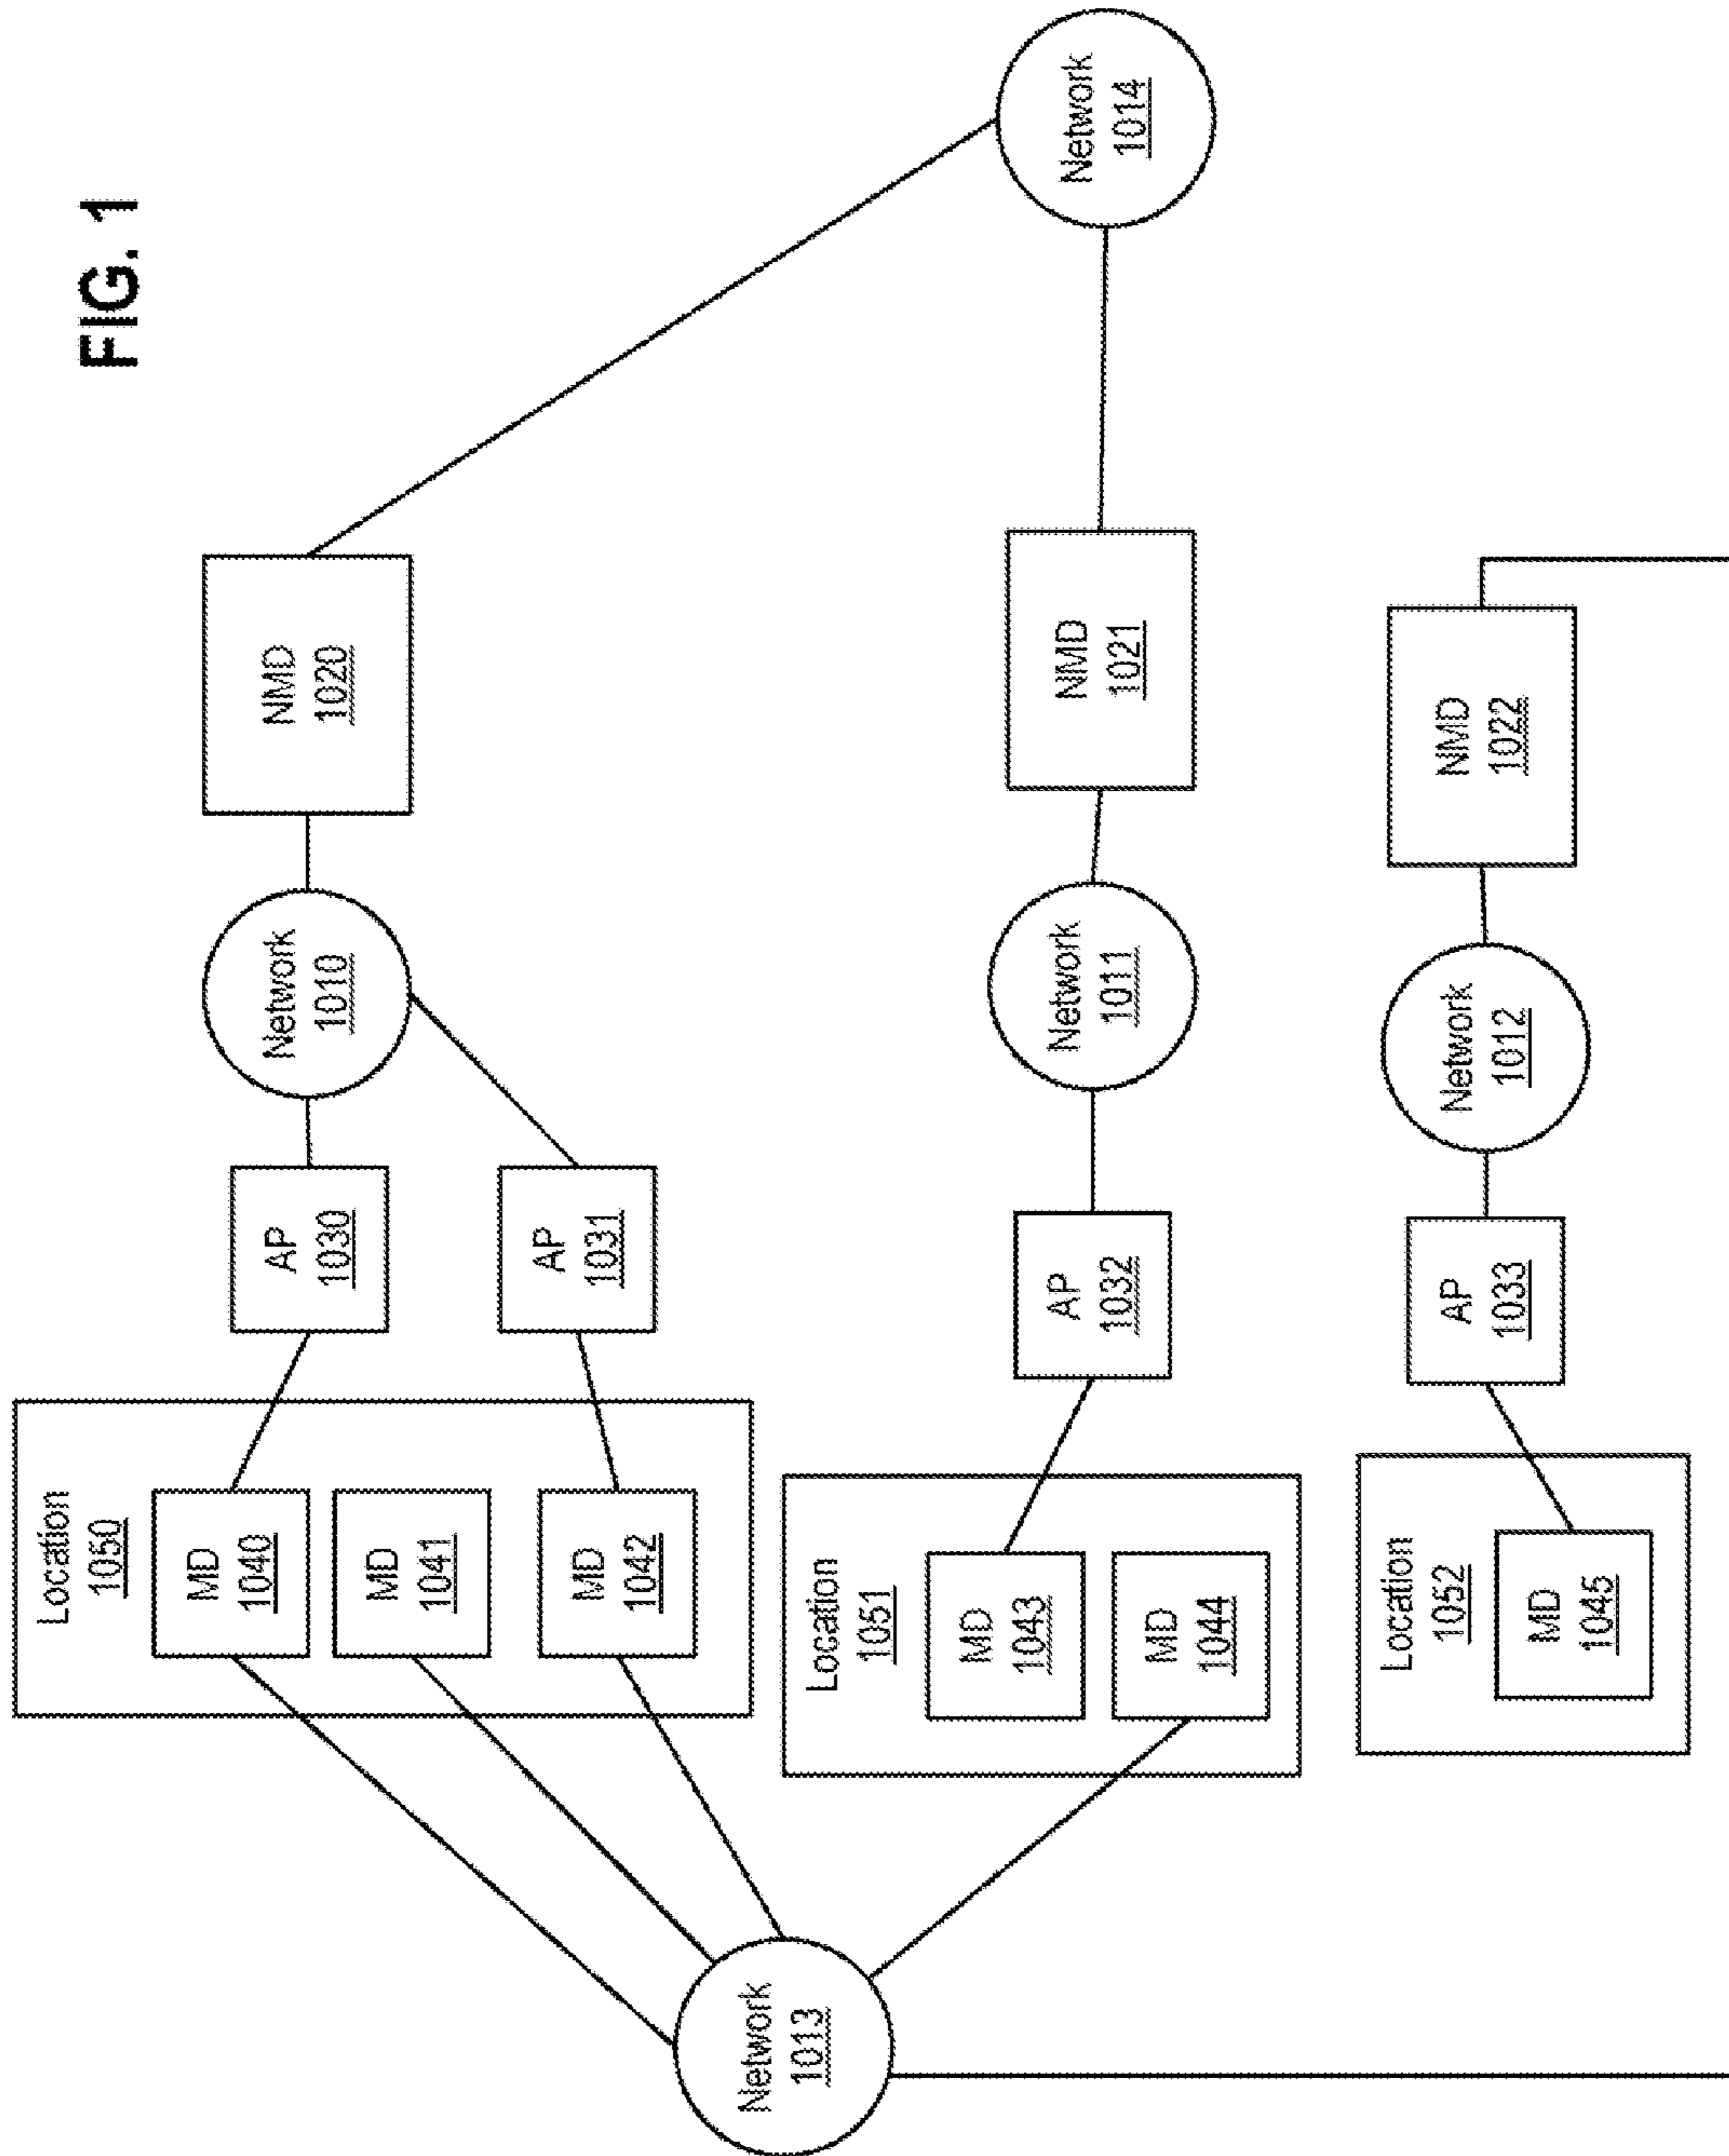 FIG. 1
Location
1050
MD
1040
MD
1041
MD
1042
AP
1030
AP
1031
Network
1010
NMD
1020
Network
1013
Location
1051
MD
1043
MD
1044
AP
1032
Network
1011
NMD
1021
Network
1014
Location
1052
MD
1045
AP
1033
Network
1012
NMD
1022